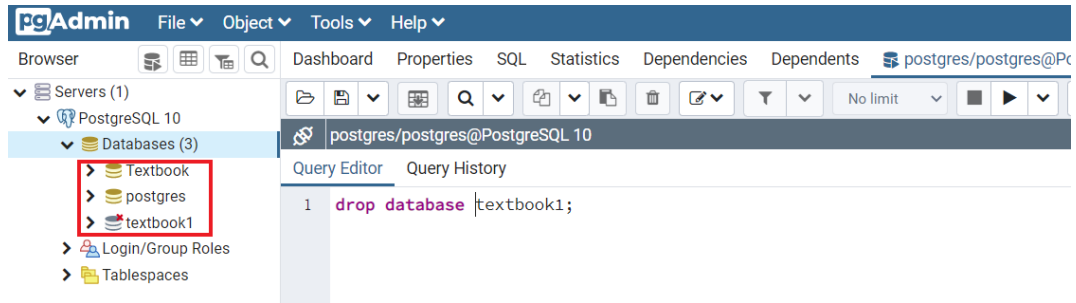 pgAdmin File Object Tools Help
Browser Dashboard Properties SQL Statistics Dependencies Dependents postgres/postgres@Po
Servers (1) No limit
PostgreSQL 10
Databases (3) postgres/postgres@PostgreSQL 10
Textbook Query Editor Query History
postgres
textbook1 1 drop database textbook1;
Login/Group Roles
Tablespaces